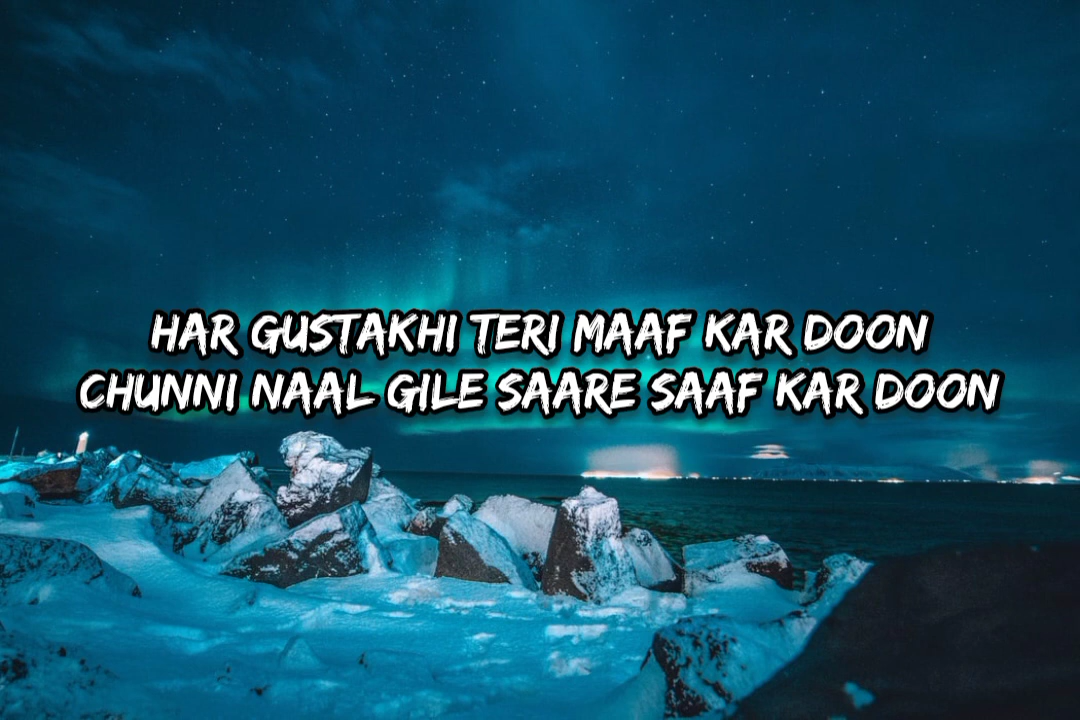 HAR GUSTAKHI TERI MAAF KAR DOON
CHUNNI NAAL GILE SAARE SAAF KAR DOON